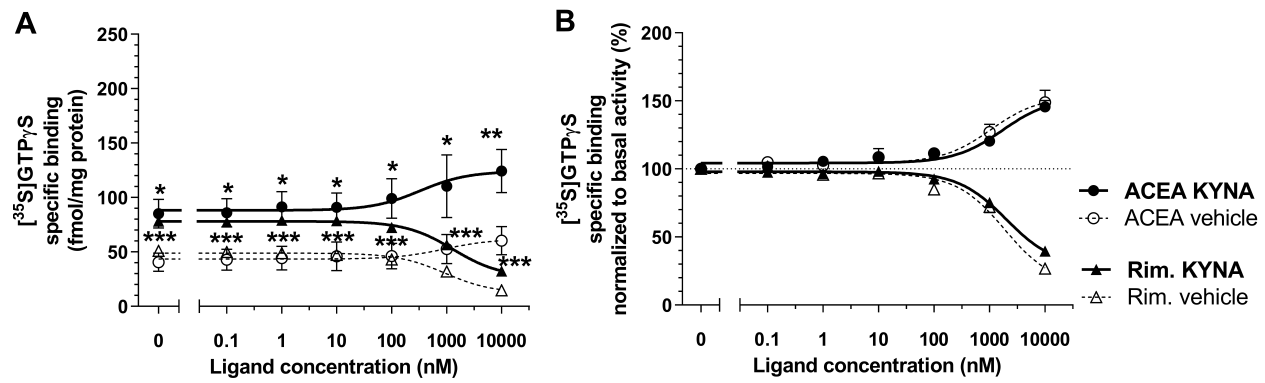 A
[35S]GTPγS
specific binding
(fmol/mg protein)
250
200
150
100
50
0
* * * * * * **
*** *** *** *** *** *** ***
0 0.1 1 10 100 1000 10000
Ligand concentration (nM)
B
[35S]GTPγS
specific binding
normalized to basal activity (%)
200
150
100
50
0
0 0.1 1 10 100 1000 10000
Ligand concentration (nM)
ACEA KYNA
ACEA vehicle
Rim. KYNA
Rim. vehicle